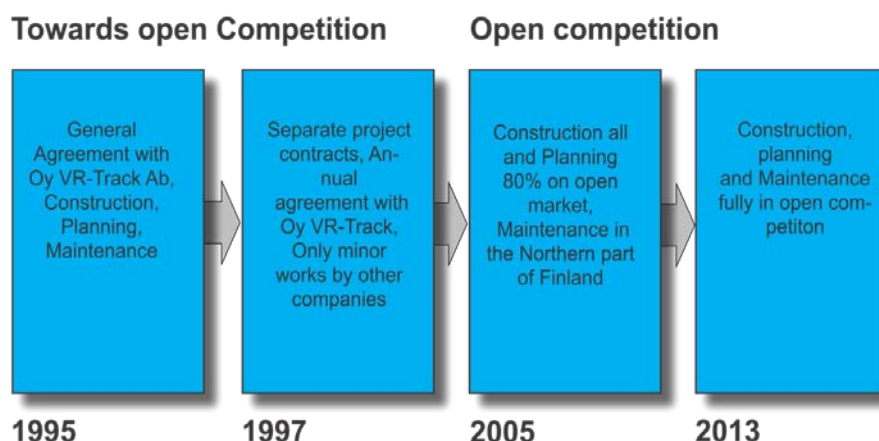 Towards open Competition
Open competition
General
Agreement with
Oy VR-Track Ab,
Construction,
Planning,
Maintenance
Separate project
contracts, An-
nual
agreement with
Oy VR-Track,
Only minor
works by other
companies
Construction all
and Planning
80% on open
market,
Maintenance in
the Northern part
of Finland
Construction,
planning
and Maintenance
fully in open com-
petiton
1995
1997
2005
2013